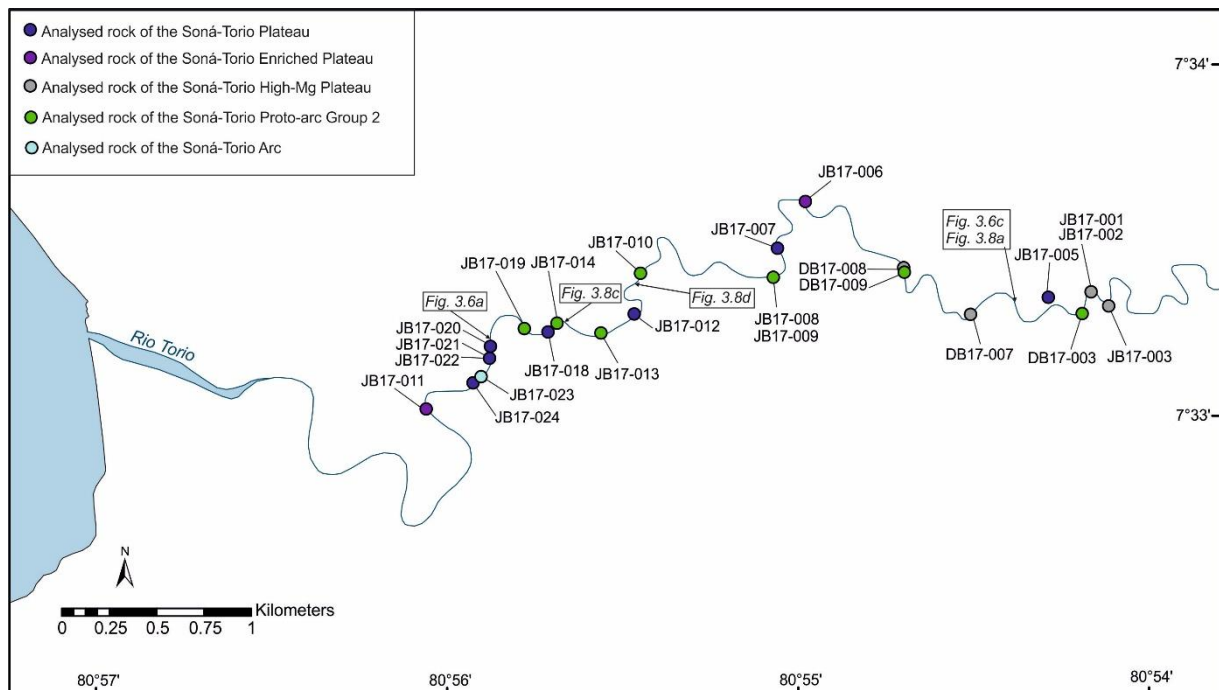 Analysed rock of the Soná-Torio Plateau
Analysed rock of the Soná-Torio Enriched Plateau
Analysed rock of the Soná-Torio High-Mg Plateau
Analysed rock of the Soná-Torio Proto-arc Group 2
Analysed rock of the Soná-Torio Arc
7°34'
JB17-006
JB17-007
JB17-010
JB17-019
JB17-014
Fig. 3.6c
Fig. 3.8a
JB17-001
JB17-002
JB17-005
DB17-008
DB17-009
Fig. 3.6a
Fig. 3.8c
Fig. 3.8d
JB17-020
JB17-021
JB17-022
JB17-012
JB17-008
JB17-009
DB17-007
DB17-003
JB17-003
Rio Torio
JB17-018
JB17-013
JB17-011
JB17-023
JB17-024
7°33'
N
Kilometers
0 0.25 0.5 0.75 1
80°57' 80°56' 80°55' 80°54'